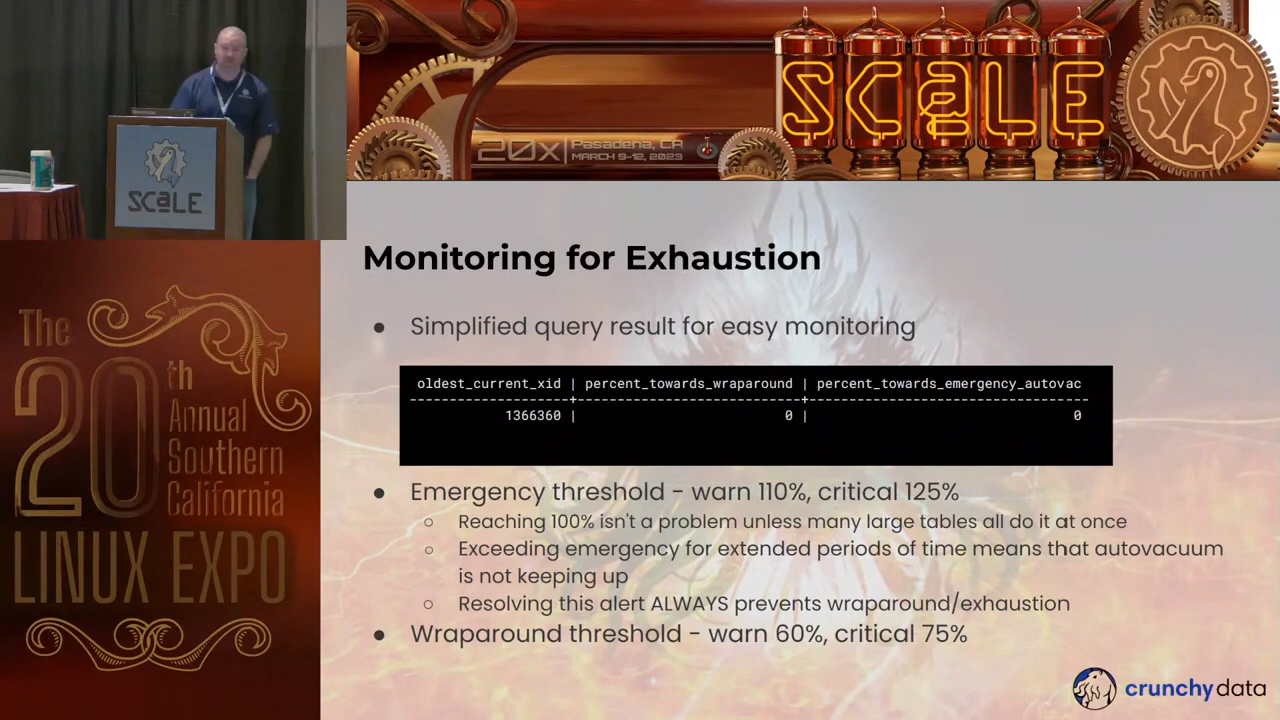 SCaLE
20x
Pasadena, CA
MARCH 9-12, 2023
SCaLE
The
20th
Annual
Southern
California
LINUX EXPO
Monitoring for Exhaustion
● Simplified query result for easy monitoring
oldest_current_xid | percent_towards_wraparound | percent_towards_emergency_autovac
--------------------+----------------------------+-----------------------------------
1366360 | 0 | 0
● Emergency threshold - warn 110%, critical 125%
○ Reaching 100% isn't a problem unless many large tables all do it at once
○ Exceeding emergency for extended periods of time means that autovacuum
is not keeping up
○ Resolving this alert ALWAYS prevents wraparound/exhaustion
● Wraparound threshold - warn 60%, critical 75%
crunchydata